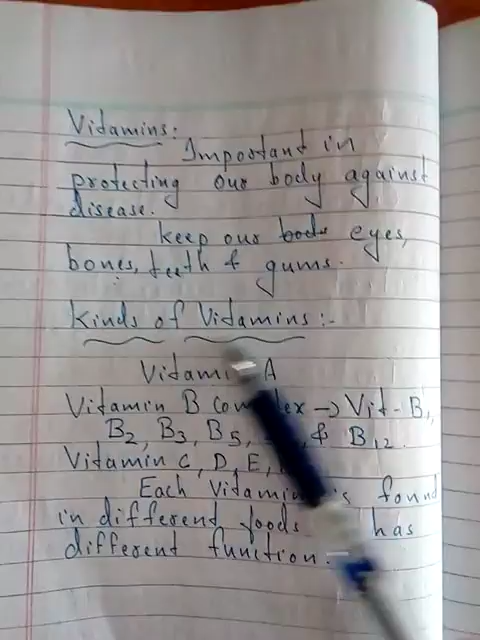 Vitamins:
Important in
protecting our body against
disease.
Keep our eyes,
bones, teeth & gums.
Kinds of Vitamins:-
Vitamin A
Vitamin B Complex → Vit-B1,
B2, B3, B5, & B12.
Vitamin C, D, E,
Each Vitamin is found
in different foods has
different function.